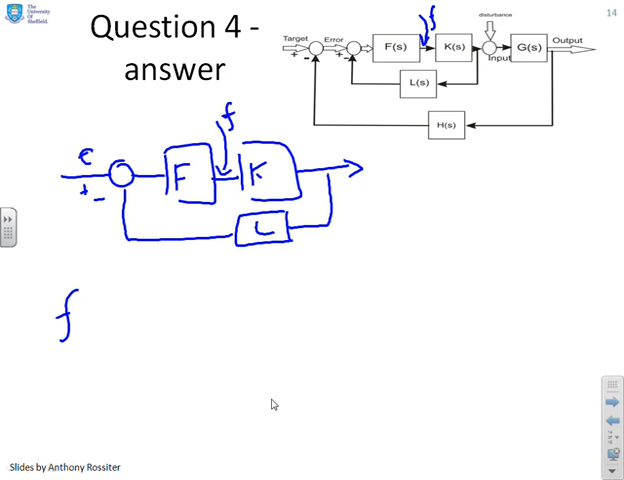 The
University
Of
Sheffield.
Question 4 -
answer
14
f
disturbance
Target
Error
Output
+
-
+
-
F(s)
K(s)
G(s)
Input
L(s)
H(s)
f
e
+
-
F
K
L
f
Slides by Anthony Rossiter